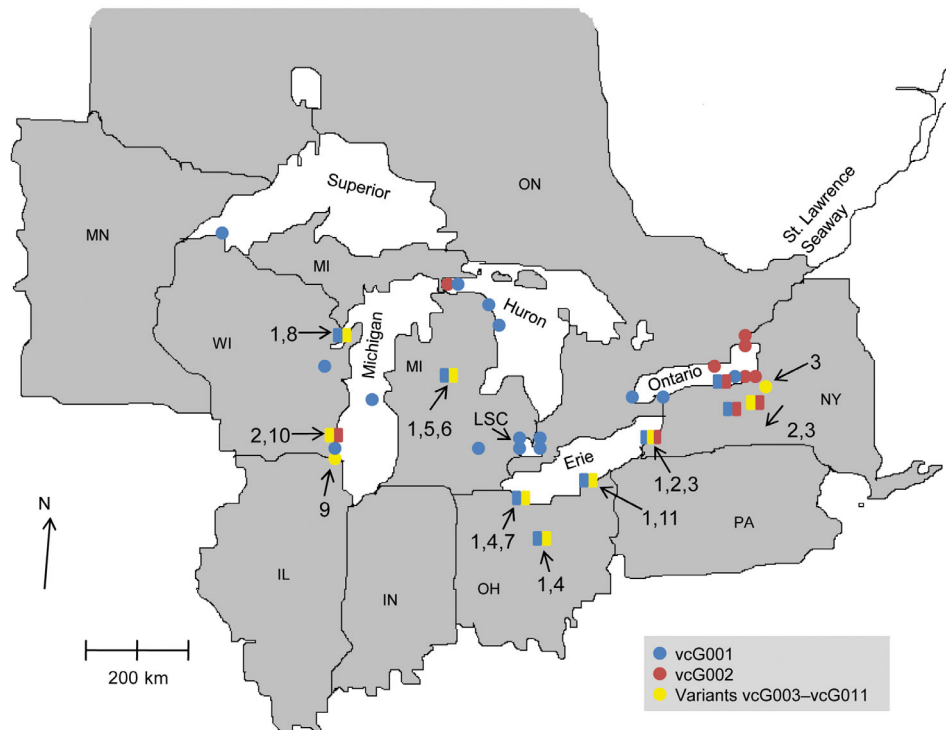 ON
Superior
St. Lawrence
Seaway
MN
MI
Huron
1,8
WI
Michigan
MI
Ontario
3
NY
1,5,6
LSC
2,10
Erie
2,3
1,2,3
9
N
1,11
PA
1,4,7
1,4
IL
IN
OH
200 km
vcG001
vcG002
Variants vcG003–vcG011